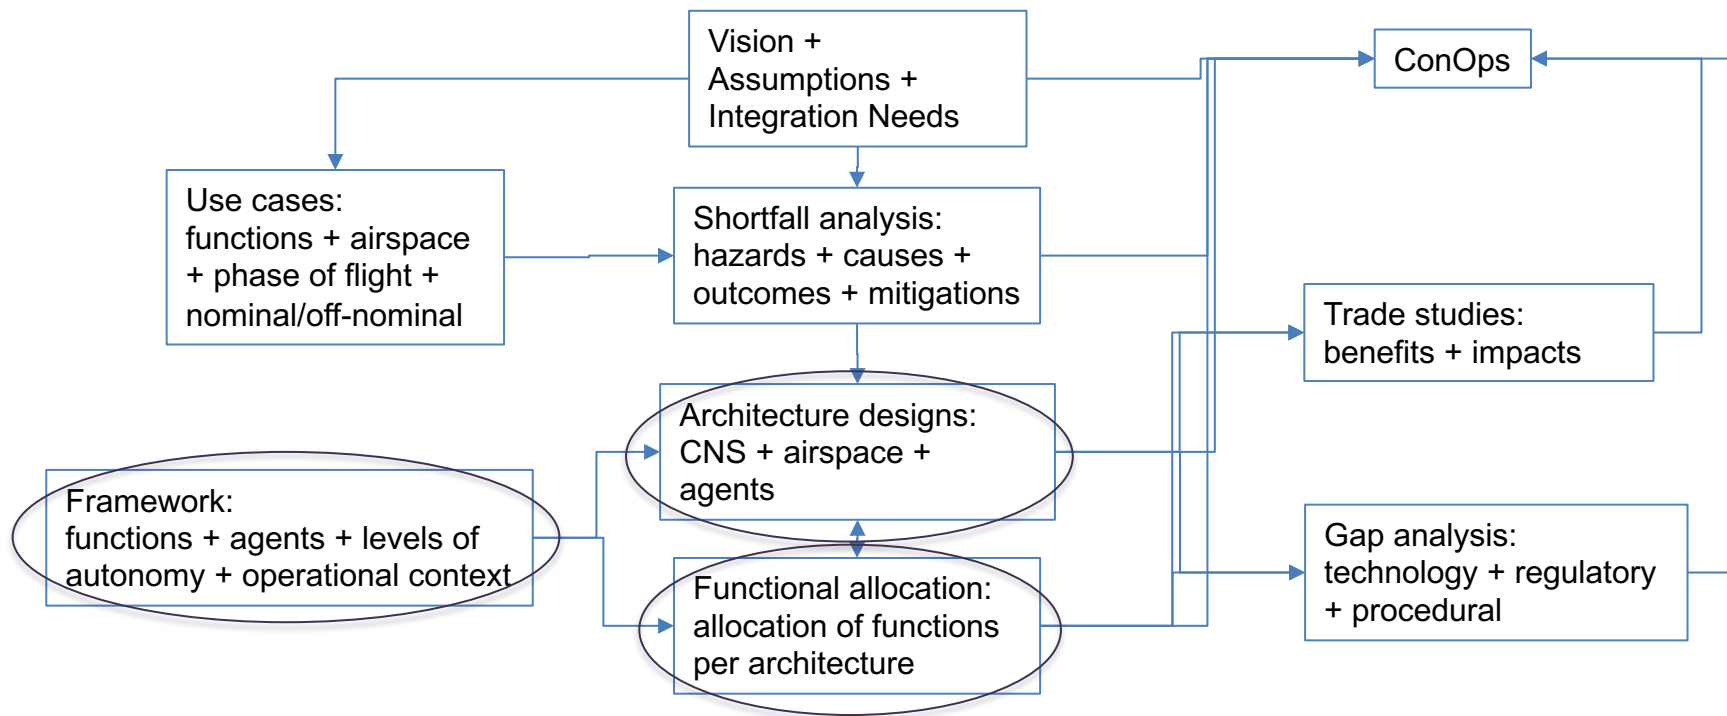 Vision +
Assumptions +
Integration Needs
ConOps
Use cases:
functions + airspace
+ phase of flight +
nominal/off-nominal
Shortfall analysis:
hazards + causes +
outcomes + mitigations
Trade studies:
benefits + impacts
Architecture designs:
CNS + airspace +
agents
Framework:
functions + agents + levels of
autonomy + operational context
Gap analysis:
technology + regulatory
+ procedural
Functional allocation:
allocation of functions
per architecture